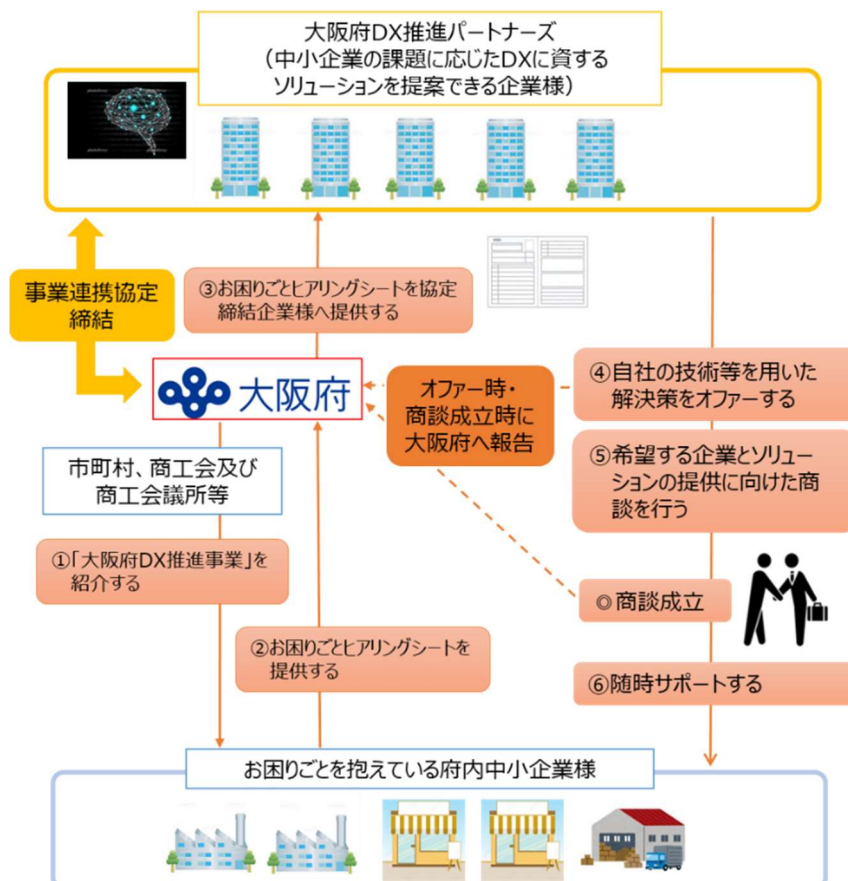 大阪府DX推進パートナーズ
（中小企業の課題に応じたDXに資する
ソリューションを提案できる企業様）
事業連携協定
締結
③お困りごとヒアリングシートを協定
締結企業様へ提供する
大阪府
オファー時・
商談成立時に
大阪府へ報告
④自社の技術等を用いた
解決策をオファーする
市町村、商工会及び
商工会議所等
⑤希望する企業とソリュー
ションの提供に向けた商
談を行う
①「大阪府DX推進事業」を
紹介する
◎商談成立
②お困りごとヒアリングシートを
提供する
⑥随時サポートする
お困りごとを抱えている府内中小企業様